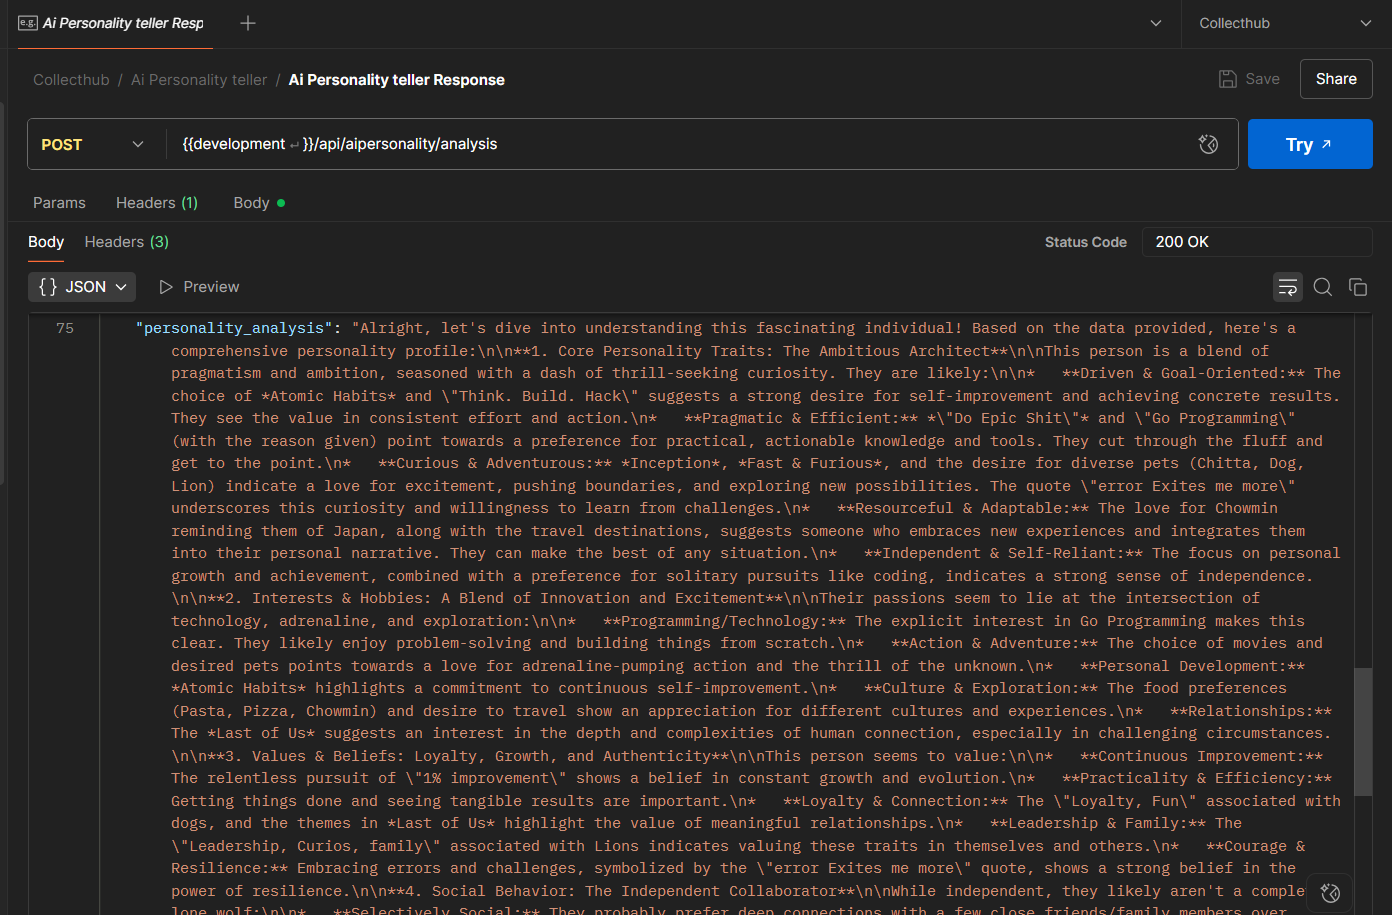 e.g. Ai Personality teller Resp
Collecthub
Collecthub / Ai Personality teller / Ai Personality teller Response
Save Share
POST {{development }}/api/aipersonality/analysis Try
Params Headers (1) Body
Body Headers (3) Status Code 200 OK
{} JSON Preview
75 "personality_analysis": "Alright, let's dive into understanding this fascinating individual! Based on the data provided, here's a
comprehensive personality profile:\n\n**1. Core Personality Traits: The Ambitious Architect**\n\nThis person is a blend of
pragmatism and ambition, seasoned with a dash of thrill-seeking curiosity. They are likely:\n\n*   **Driven & Goal-Oriented:** The
choice of *Atomic Habits* and \"Think. Build. Hack\" suggests a strong desire for self-improvement and achieving concrete results.
They see the value in consistent effort and action.\n*   **Pragmatic & Efficient:** *\"Do Epic Shit\"* and \"Go Programming\"
(with the reason given) point towards a preference for practical, actionable knowledge and tools. They cut through the fluff and
get to the point.\n*   **Curious & Adventurous:** *Inception*, *Fast & Furious*, and the desire for diverse pets (Chitta, Dog,
Lion) indicate a love for excitement, pushing boundaries, and exploring new possibilities. The quote \"error Exites me more\"
underscores this curiosity and willingness to learn from challenges.\n*   **Resourceful & Adaptable:** The love for Chowmin
reminding them of Japan, along with the travel destinations, suggests someone who embraces new experiences and integrates them
into their personal narrative. They can make the best of any situation.\n*   **Independent & Self-Reliant:** The focus on personal
growth and achievement, combined with a preference for solitary pursuits like coding, indicates a strong sense of independence.
\n\n**2. Interests & Hobbies: A Blend of Innovation and Excitement**\n\nTheir passions seem to lie at the intersection of
technology, adrenaline, and exploration:\n\n*   **Programming/Technology:** The explicit interest in Go Programming makes this
clear. They likely enjoy problem-solving and building things from scratch.\n*   **Action & Adventure:** The choice of movies and
desired pets points towards a love for adrenaline-pumping action and the thrill of the unknown.\n*   **Personal Development:**
*Atomic Habits* highlights a commitment to continuous self-improvement.\n*   **Culture & Exploration:** The food preferences
(Pasta, Pizza, Chowmin) and desire to travel show an appreciation for different cultures and experiences.\n*   **Relationships:**
The *Last of Us* suggests an interest in the depth and complexities of human connection, especially in challenging circumstances.
\n\n**3. Values & Beliefs: Loyalty, Growth, and Authenticity**\n\nThis person seems to value:\n\n*   **Continuous Improvement:**
The relentless pursuit of \"1% improvement\" shows a belief in constant growth and evolution.\n*   **Practicality & Efficiency:**
Getting things done and seeing tangible results are important.\n*   **Loyalty & Connection:** The \"Loyalty, Fun\" associated with
dogs, and the themes in *Last of Us* highlight the value of meaningful relationships.\n*   **Leadership & Family:** The
\"Leadership, Curios, family\" associated with Lions indicates valuing these traits in themselves and others.\n*   **Courage &
Resilience:** Embracing errors and challenges, symbolized by the \"error Exites me more\" quote, shows a strong belief in the
power of resilience.\n\n**4. Social Behavior: The Independent Collaborator**\n\nWhile independent, they likely aren't a comple
lone wolf:\n\n*   **Selectively Social:** They probably prefer deep connections with a few close friends/family members over